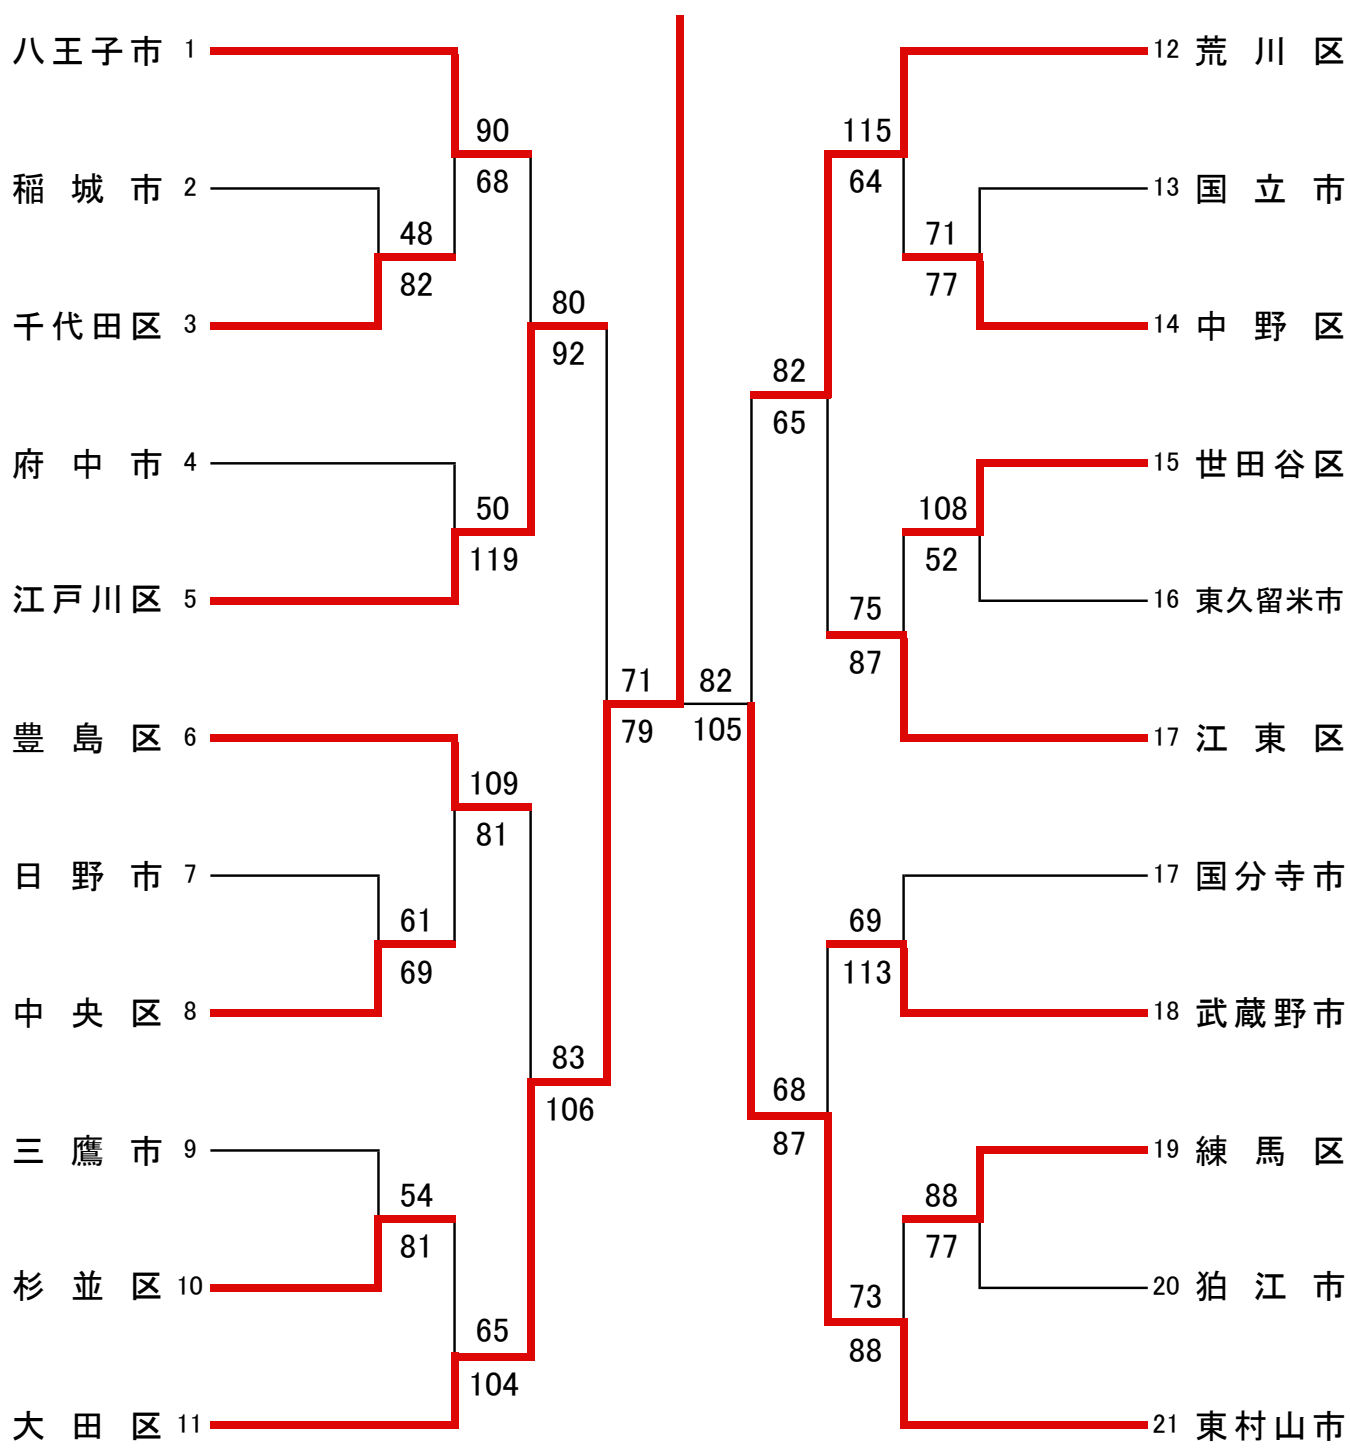 八王子市 1
90
68
稲城市 2
48
82
千代田区 3
80
92
府中市 4
50
119
江戸川区 5
71
79
豊島区 6
109
81
日野市 7
61
69
中央区 8
83
106
三鷹市 9
54
81
杉並区 10
65
104
大田区 11
82
105
12 荒川区
115
64
13 国立市
71
77
14 中野区
82
65
15 世田谷区
108
52
16 東久留米市
75
87
17 江東区
17 国分寺市
69
113
18 武蔵野市
68
87
19 練馬区
88
77
20 狛江市
73
88
21 東村山市